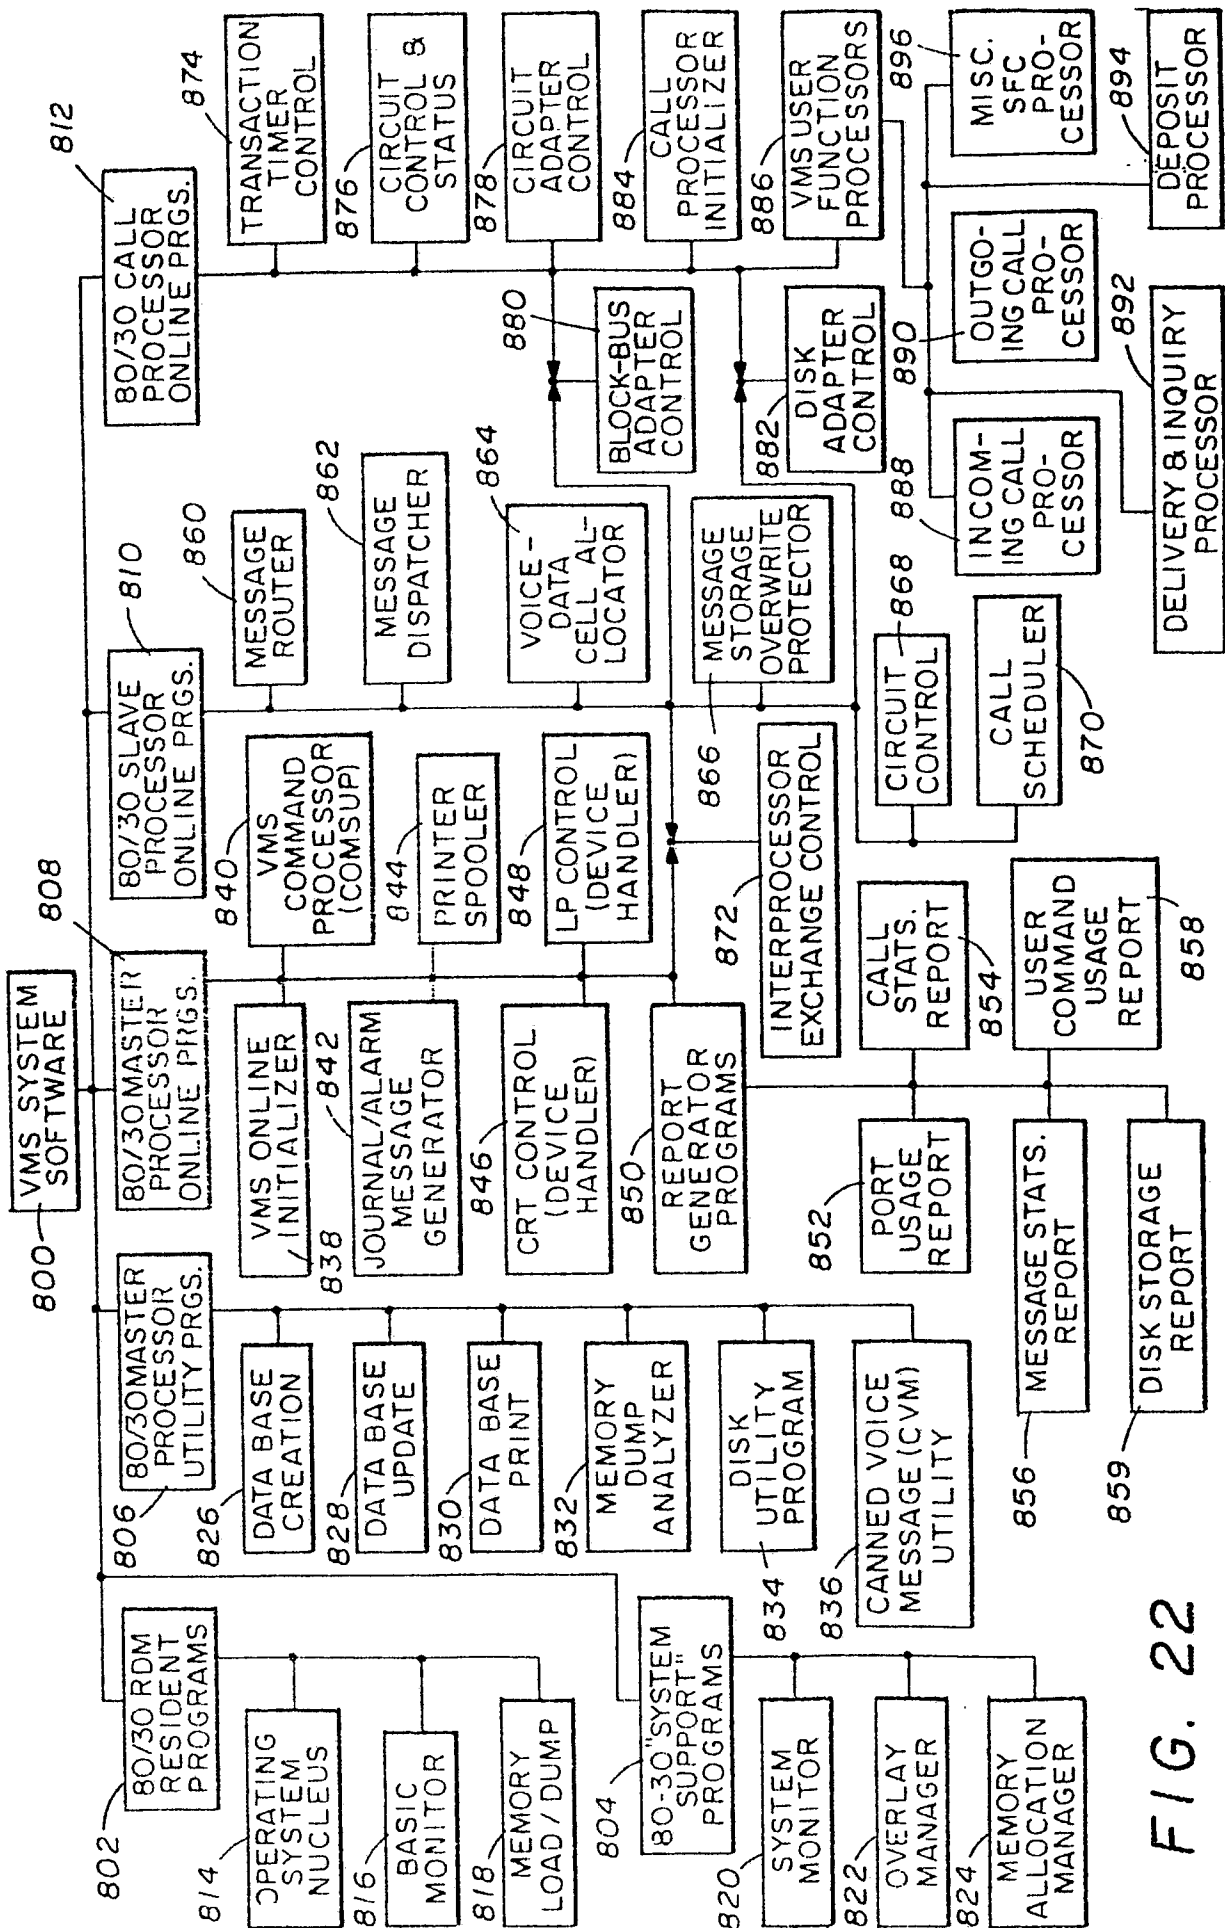 VMS SYSTEM
SOFTWARE
800
802
80/30 RDM
RESIDENT
PROGRAMS
814
OPERATING
SYSTEM
NUCLEUS
816
BASIC
MONITOR
818
MEMORY
LOAD / DUMP
804
80-30 "SYSTEM
SUPPORT"
PROGRAMS
820
SYSTEM
MONITOR
822
OVERLAY
MANAGER
824
MEMORY
ALLOCATION
MANAGER
806
80/30 MASTER
PROCESSOR
UTILITY PRGS.
826
DATA BASE
CREATION
828
DATA BASE
UPDATE
830
DATA BASE
PRINT
832
MEMORY
DUMP
ANALYZER
834
DISK
UTILITY
PROGRAM
836
CANNED VOICE
MESSAGE (CVM)
UTILITY
808
80/30 MASTER
PROCESSOR
ONLINE PRGS.
838
VMS ONLINE
INITIALIZER
840
VMS
COMMAND
PROCESSOR
(COMSUP)
842
JOURNAL/ALARM
MESSAGE
GENERATOR
844
PRINTER
SPOOLER
846
CRT CONTROL
(DEVICE
HANDLER)
848
LP CONTROL
(DEVICE
HANDLER)
850
REPORT
GENERATOR
PROGRAMS
852
PORT
USAGE
REPORT
854
CALL
STATS.
REPORT
856
MESSAGE STATS.
REPORT
858
USER
COMMAND
USAGE
REPORT
859
DISK STORAGE
REPORT
810
80/30 SLAVE
PROCESSOR
ONLINE PRGS.
860
MESSAGE
ROUTER
862
MESSAGE
DISPATCHER
864
VOICE-
DATA
CELL AL-
LOCATOR
866
MESSAGE
STORAGE
OVERWRITE
PROTECTOR
868
CIRCUIT
CONTROL
870
CALL
SCHEDULER
872
INTERPROCESSOR
EXCHANGE CONTROL
812
80/30 CALL
PROCESSOR
ONLINE PRGS.
874
TRANSACTION
TIMER
CONTROL
876
CIRCUIT
CONTROL &
STATUS
878
CIRCUIT
ADAPTER
CONTROL
880
BLOCK-BUS
ADAPTER
CONTROL
882
DISK
ADAPTER
CONTROL
884
CALL
PROCESSOR
INITIALIZER
886
VMS USER
FUNCTION
PROCESSORS
888
INCOM-
ING CALL
PRO-
CESSOR
890
OUTGO-
ING CALL
PRO-
CESSOR
892
DELIVERY & INQUIRY
PROCESSOR
894
DEPOSIT
PROCESSOR
896
MISC.
SFC
PRO-
CESSOR
FIG. 22